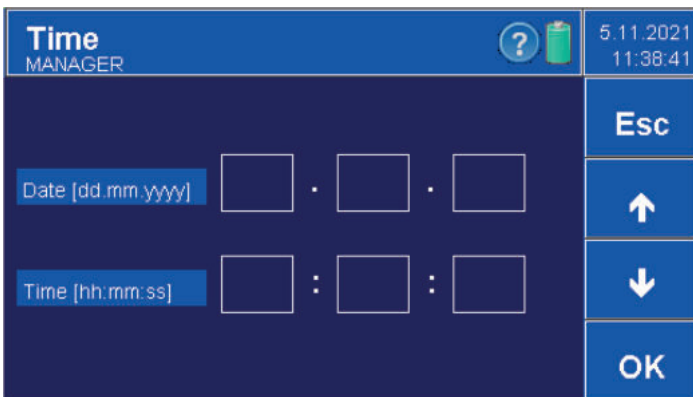 Time
MANAGER
?
5.11.2021
11:38:41
Esc
Date [dd.mm.yyyy] . .
Time [hh:mm:ss] : :
OK